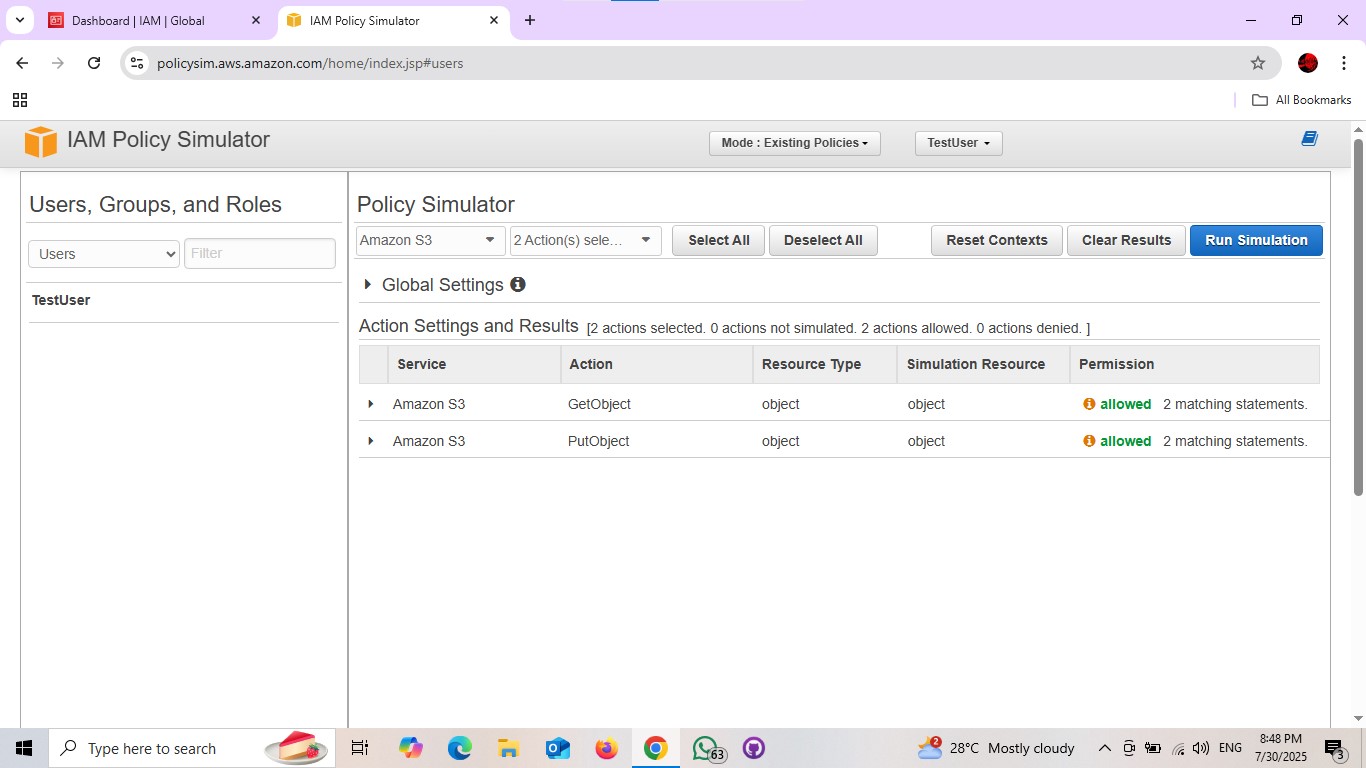 Dashboard | IAM | Global
IAM Policy Simulator
policysim.aws.amazon.com/home/index.jsp#users
All Bookmarks
IAM Policy Simulator
Mode : Existing Policies
TestUser
Users, Groups, and Roles
Users
Filter
TestUser
Policy Simulator
Amazon S3
2 Action(s) sele...
Select All
Deselect All
Reset Contexts
Clear Results
Run Simulation
Global Settings
Action Settings and Results [2 actions selected. 0 actions not simulated. 2 actions allowed. 0 actions denied. ]
Service Action Resource Type Simulation Resource Permission
Amazon S3 GetObject object object allowed 2 matching statements.
Amazon S3 PutObject object object allowed 2 matching statements.
Type here to search
63
2
28°C Mostly cloudy
ENG
8:48 PM
7/30/2025
3